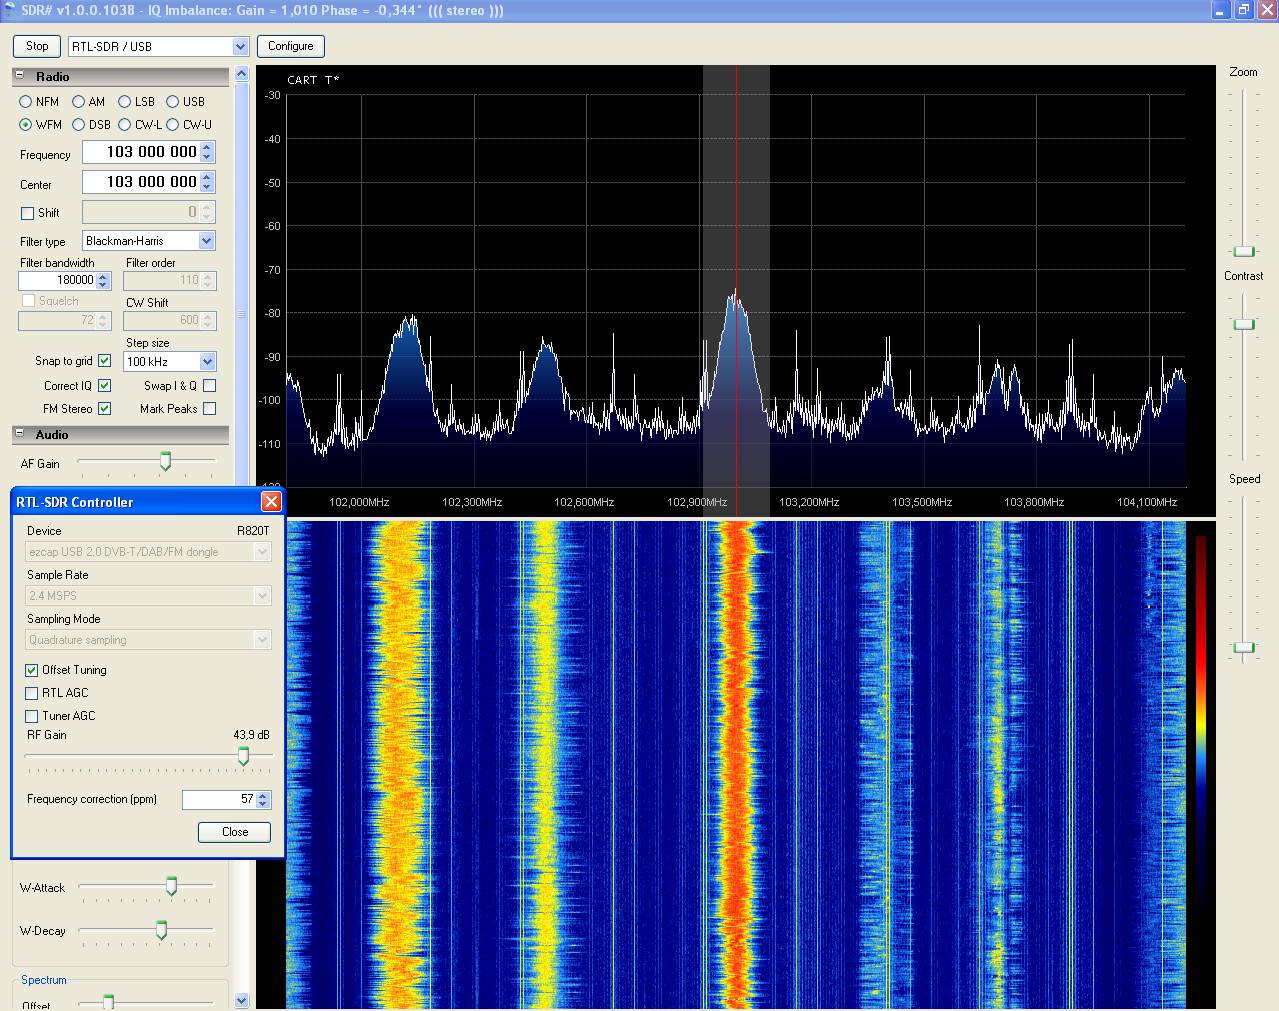 SDR# v1.0.0.1038 - IQ Imbalance: Gain = 1,010 Phase = -0,344° ((( stereo )))
Stop
RTL-SDR / USB
Configure
Radio
NFM AM LSB USB
WFM DSB CW-L CW-U
Frequency 103 000 000
Center 103 000 000
Shift 0
Filter type Blackman-Harris
Filter bandwidth Filter order
180000 110
Squelch CW Shift
72 600
Step size
Snap to grid 100 kHz
Correct IQ Swap I & Q
FM Stereo Mark Peaks
Audio
AF Gain
RTL-SDR Controller
Device R820T
ezcap USB 2.0 DVB-T/DAB/FM dongle
Sample Rate
2.4 MSPS
Sampling Mode
Quadrature sampling
Offset Tuning
RTL AGC
Tuner AGC
RF Gain 43,9 dB
Frequency correction (ppm) 57
Close
W-Attack
W-Decay
Spectrum
Offset
CART T*
-30
-40
-50
-60
-70
-80
-90
-100
-110
-120
102,000MHz 102,300MHz 102,600MHz 102,900MHz 103,200MHz 103,500MHz 103,800MHz 104,100MHz
Zoom
Contrast
Speed